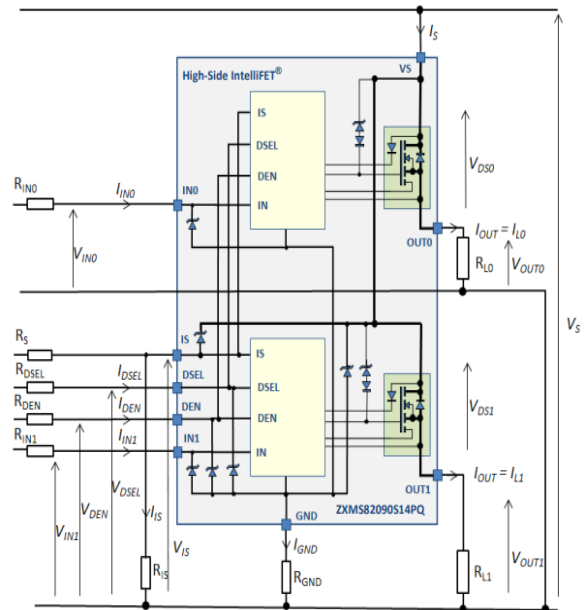 I_S
High-Side IntelliFET®
VS
IS
DSEL
DEN
IN
V_DS0
R_IN0
I_IN0
IN0
V_IN0
OUT0
I_OUT = I_L0
R_L0
V_OUT0
V_S
R_S
IS
IS
R_DSEL
I_DSEL
DSEL
DSEL
R_DEN
I_DEN
DEN
DEN
R_IN1
I_IN1
IN1
IN
V_DS1
V_IN1
V_DEN
V_DSEL
I_IS
V_IS
OUT1
I_OUT = I_L1
GND
ZXMS82090S14PQ
I_GND
R_IS
R_GND
R_L1
V_OUT1